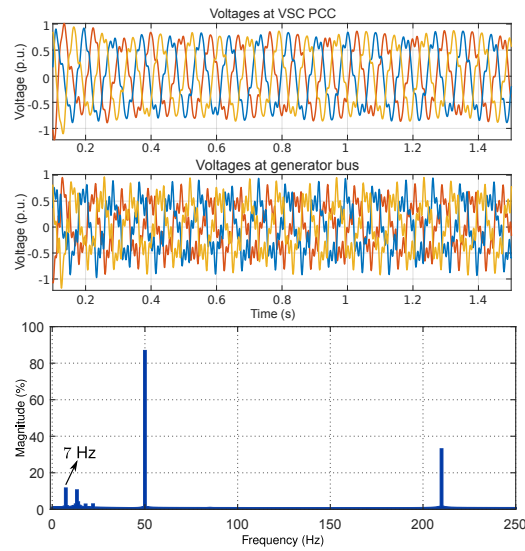 Voltages at VSC PCC
Voltage (p.u.)
1
0.5
0
-0.5
-1
0.2 0.4 0.6 0.8 1 1.2 1.4
Voltages at generator bus
Voltage (p.u.)
0.5
0
-0.5
-1
0.2 0.4 0.6 0.8 1 1.2 1.4
Time (s)
Magnitude (%)
100
80
60
40
20
0
7 Hz
0 50 100 150 200 250
Frequency (Hz)